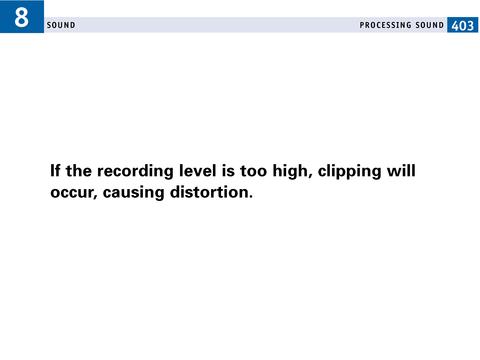 8
SOUND
PROCESSING SOUND
403
If the recording level is too high, clipping will
occur, causing distortion.